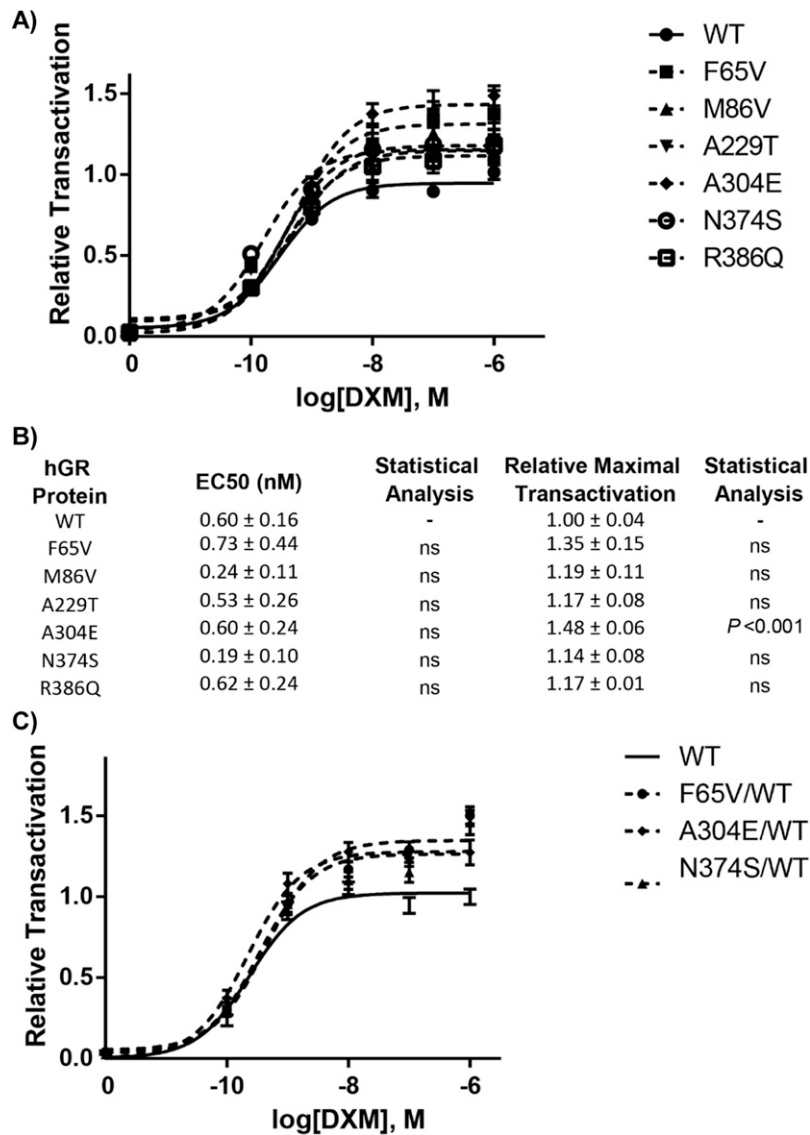 A)
Relative Transactivation
1.5
1.0
0.5
0.0
0 -10 -8 -6
log[DXM], M
WT
F65V
M86V
A229T
A304E
N374S
R386Q
B)
hGR Protein EC50 (nM) Statistical Analysis Relative Maximal Transactivation Statistical Analysis
WT 0.60 ± 0.16 - 1.00 ± 0.04 -
F65V 0.73 ± 0.44 ns 1.35 ± 0.15 ns
M86V 0.24 ± 0.11 ns 1.19 ± 0.11 ns
A229T 0.53 ± 0.26 ns 1.17 ± 0.08 ns
A304E 0.60 ± 0.24 ns 1.48 ± 0.06 P <0.001
N374S 0.19 ± 0.10 ns 1.14 ± 0.08 ns
R386Q 0.62 ± 0.24 ns 1.17 ± 0.01 ns
C)
Relative Transactivation
1.5
1.0
0.5
0.0
0 -10 -8 -6
log[DXM], M
WT
F65V/WT
A304E/WT
N374S/WT